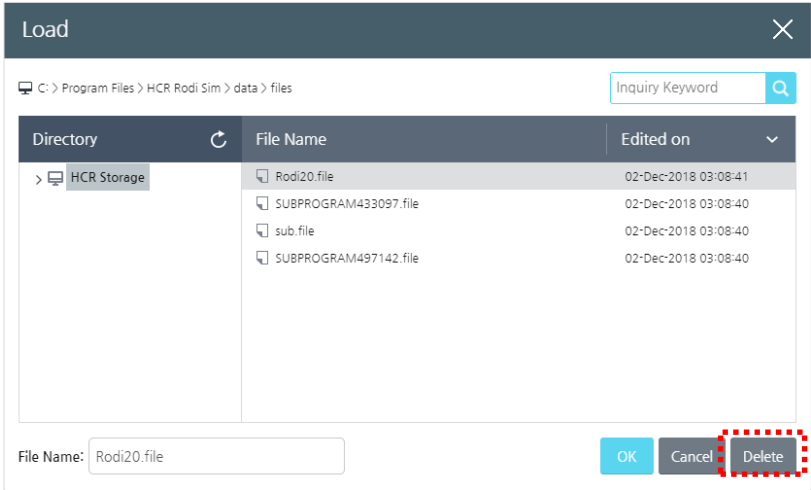 Load
C: > Program Files > HCR Rodi Sim > data > files
Inquiry Keyword
Directory
File Name
Edited on
HCR Storage
Rodi20.file 02-Dec-2018 03:08:41
SUBPROGRAM433097.file 02-Dec-2018 03:08:40
sub.file 02-Dec-2018 03:08:40
SUBPROGRAM497142.file 02-Dec-2018 03:08:40
File Name: Rodi20.file
OK
Cancel
Delete